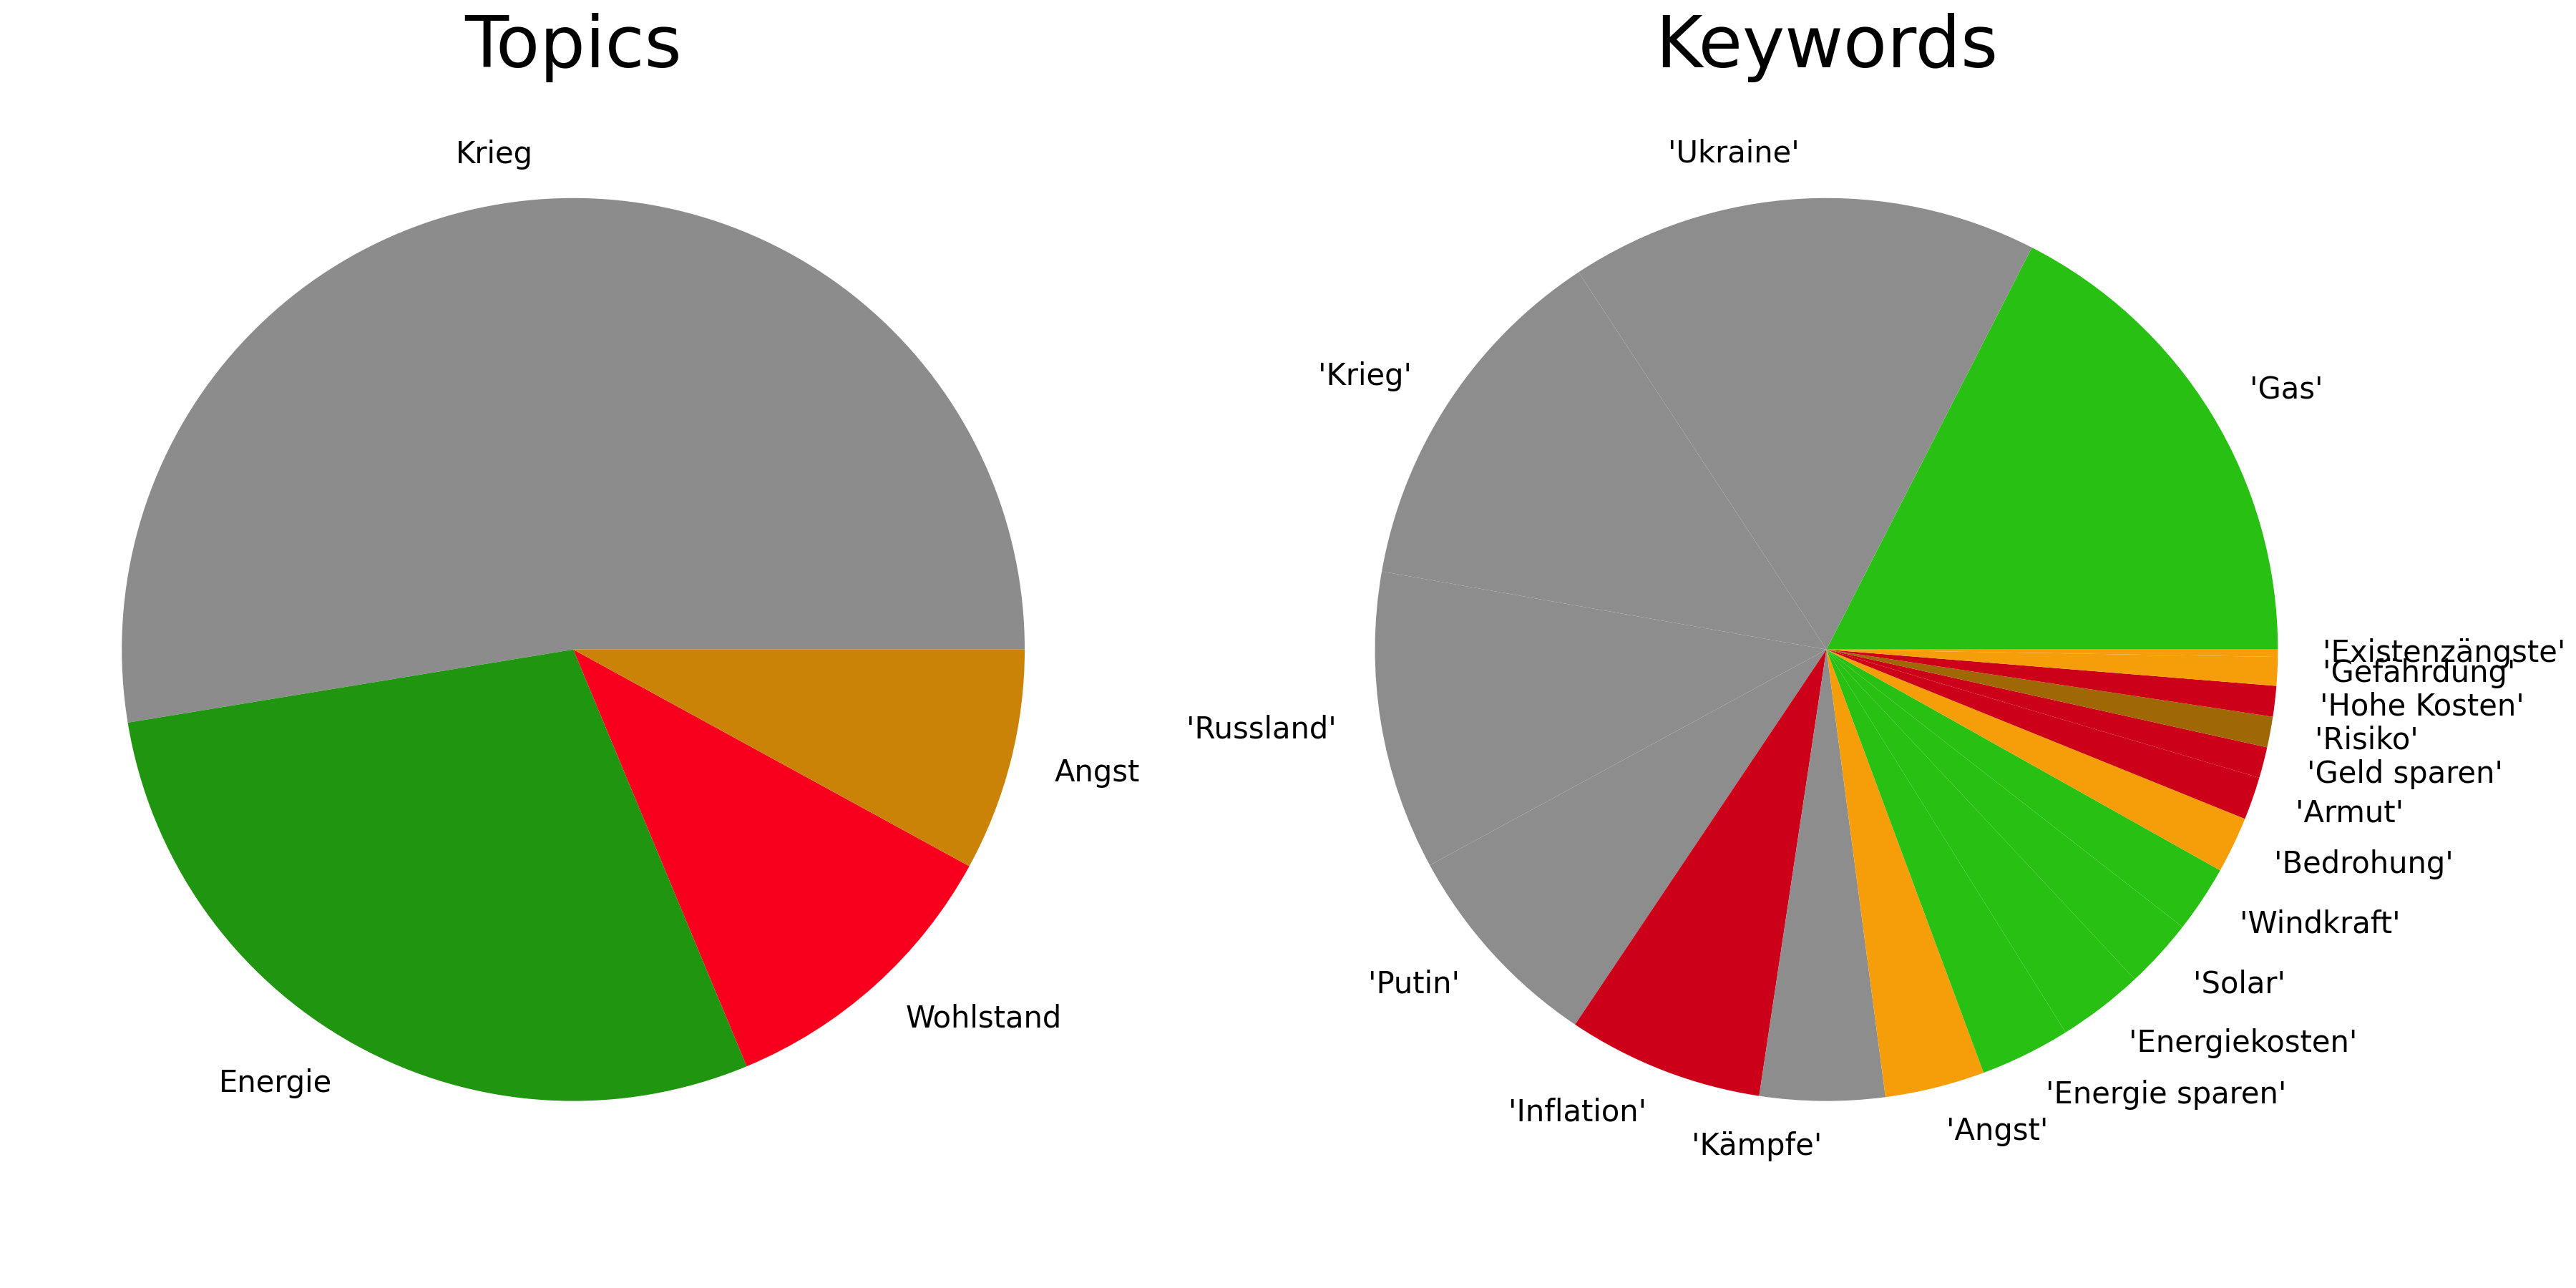 Topics
Krieg
Energie
Wohlstand
Angst
Keywords
'Gas'
'Ukraine'
'Krieg'
'Russland'
'Putin'
'Inflation'
'Kämpfe'
'Angst'
'Energie sparen'
'Energiekosten'
'Solar'
'Windkraft'
'Bedrohung'
'Armut'
'Geld sparen'
'Risiko'
'Hohe Kosten'
'Gefährdung'
'Existenzängste'